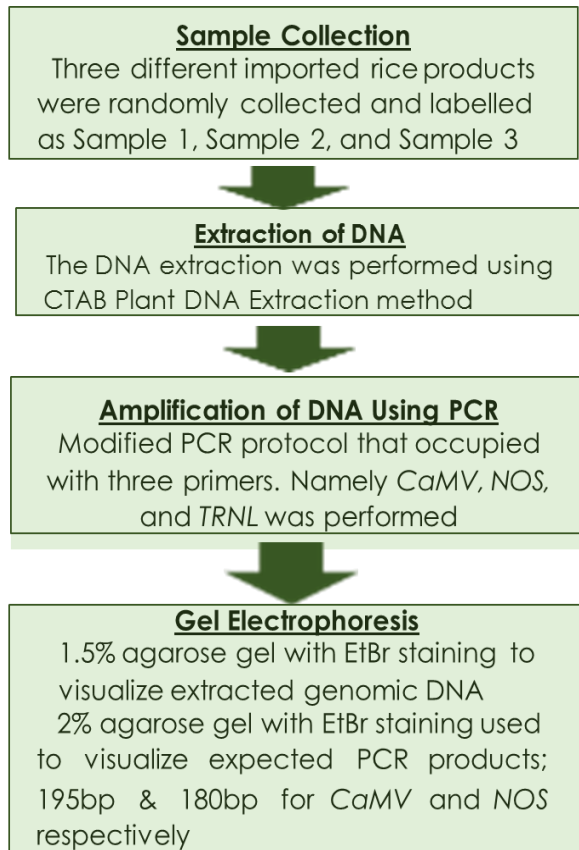 Sample Collection
Three different imported rice products
were randomly collected and labelled
as Sample 1, Sample 2, and Sample 3
Extraction of DNA
The DNA extraction was performed using
CTAB Plant DNA Extraction method
Amplification of DNA Using PCR
Modified PCR protocol that occupied
with three primers. Namely CaMV, NOS,
and TRNL was performed
Gel Electrophoresis
1.5% agarose gel with EtBr staining to
visualize extracted genomic DNA
2% agarose gel with EtBr staining used
to visualize expected PCR products;
195bp & 180bp for CaMV and NOS
respectively